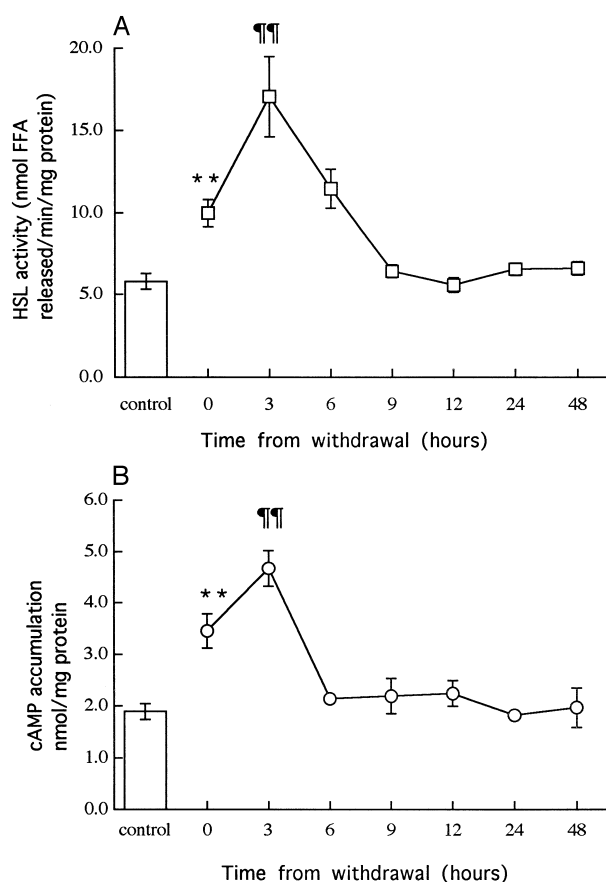 A
¶¶
20.0
15.0
**
10.0
5.0
0.0
HSL activity (nmol FFA
released/min/mg protein)
control 0 3 6 9 12 24 48
Time from withdrawal (hours)
B
6.0
¶¶
5.0
**
4.0
3.0
2.0
1.0
0.0
cAMP accumulation
nmol/mg protein
control 0 3 6 9 12 24 48
Time from withdrawal (hours)